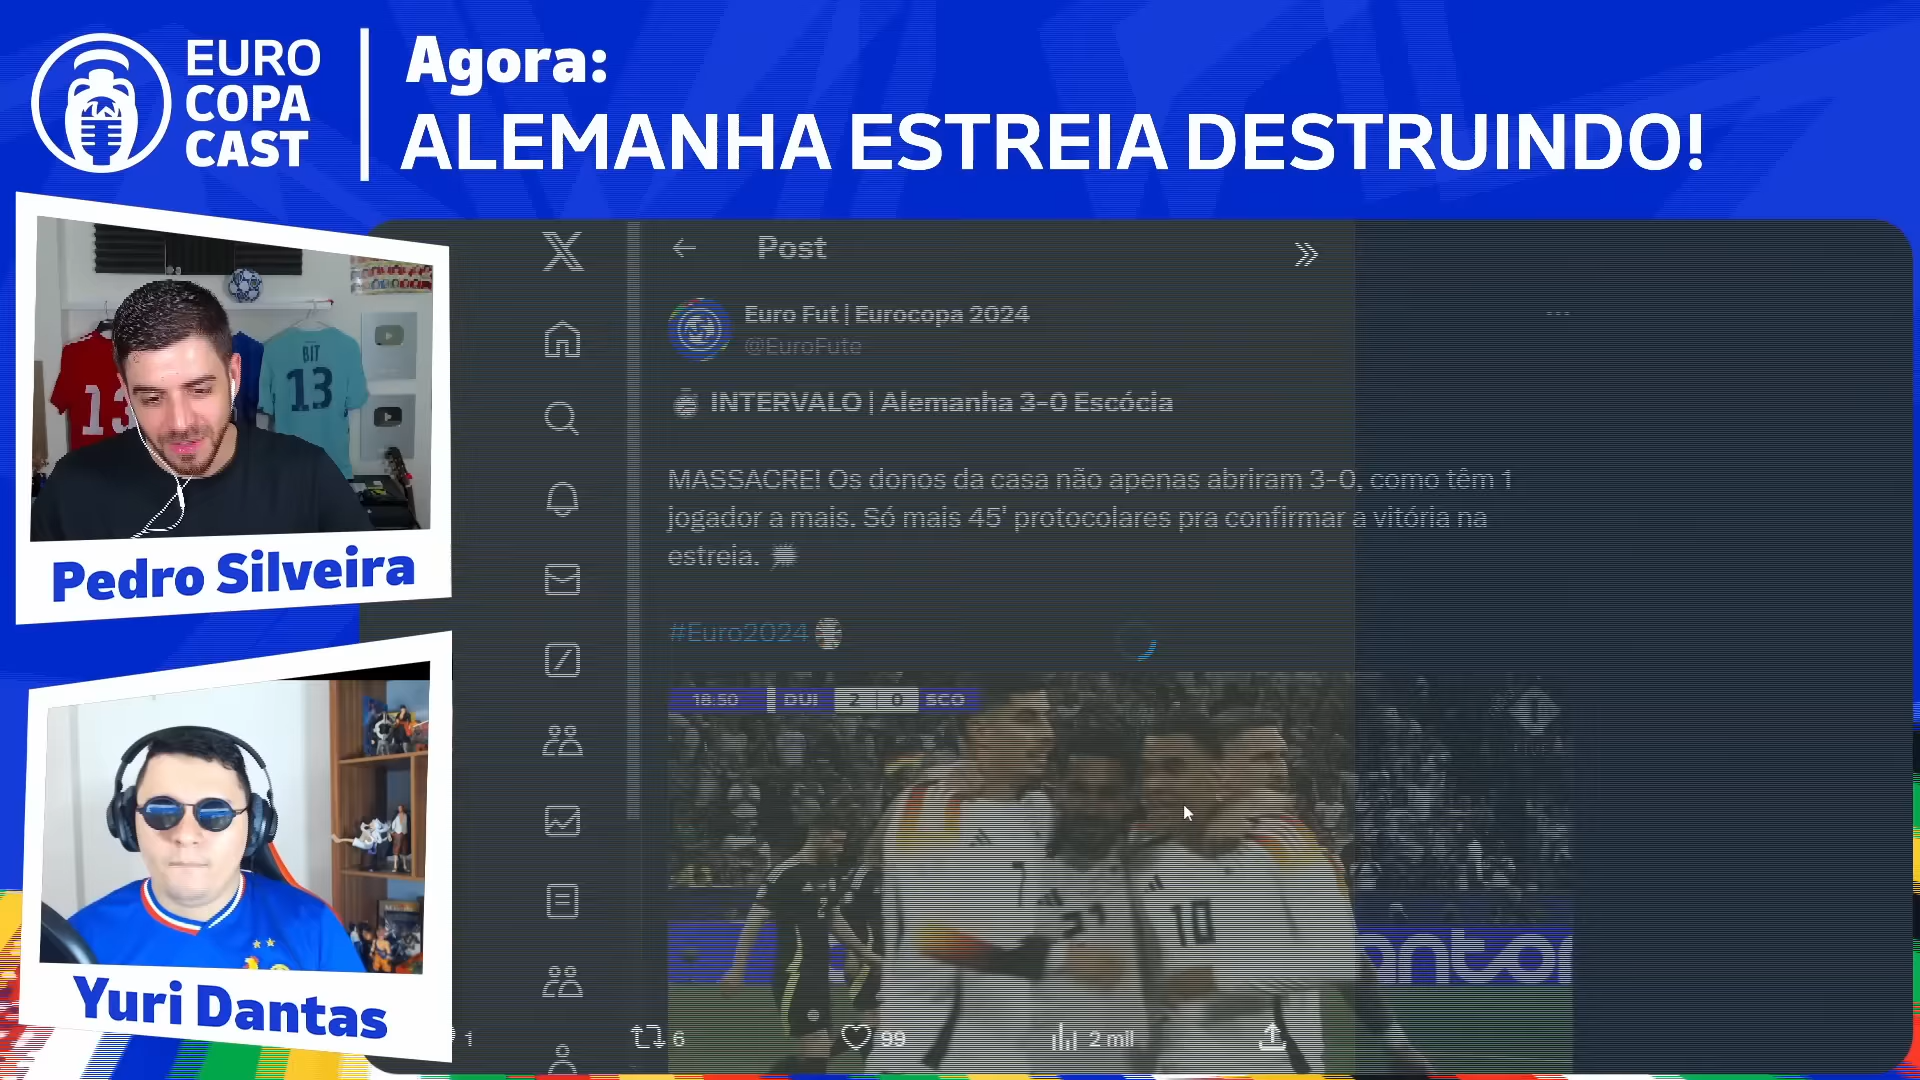 EURO
COPA
CAST
Agora:
ALEMANHA ESTREIA DESTRUINDO!
BIT
13
13
Pedro Silveira
Yuri Dantas
Post
Euro Fut | Eurocopa 2024
@EuroFute
INTERVALO | Alemanha 3-0 Escócia
MASSACRE! Os donos da casa não apenas abriram 3-0, como têm 1
jogador a mais. Só mais 45' protocolares pra confirmar a vitória na
estreia.
#Euro2024
18:50 DUI 2 0 SCO
7
10
1
6
99
2 mil